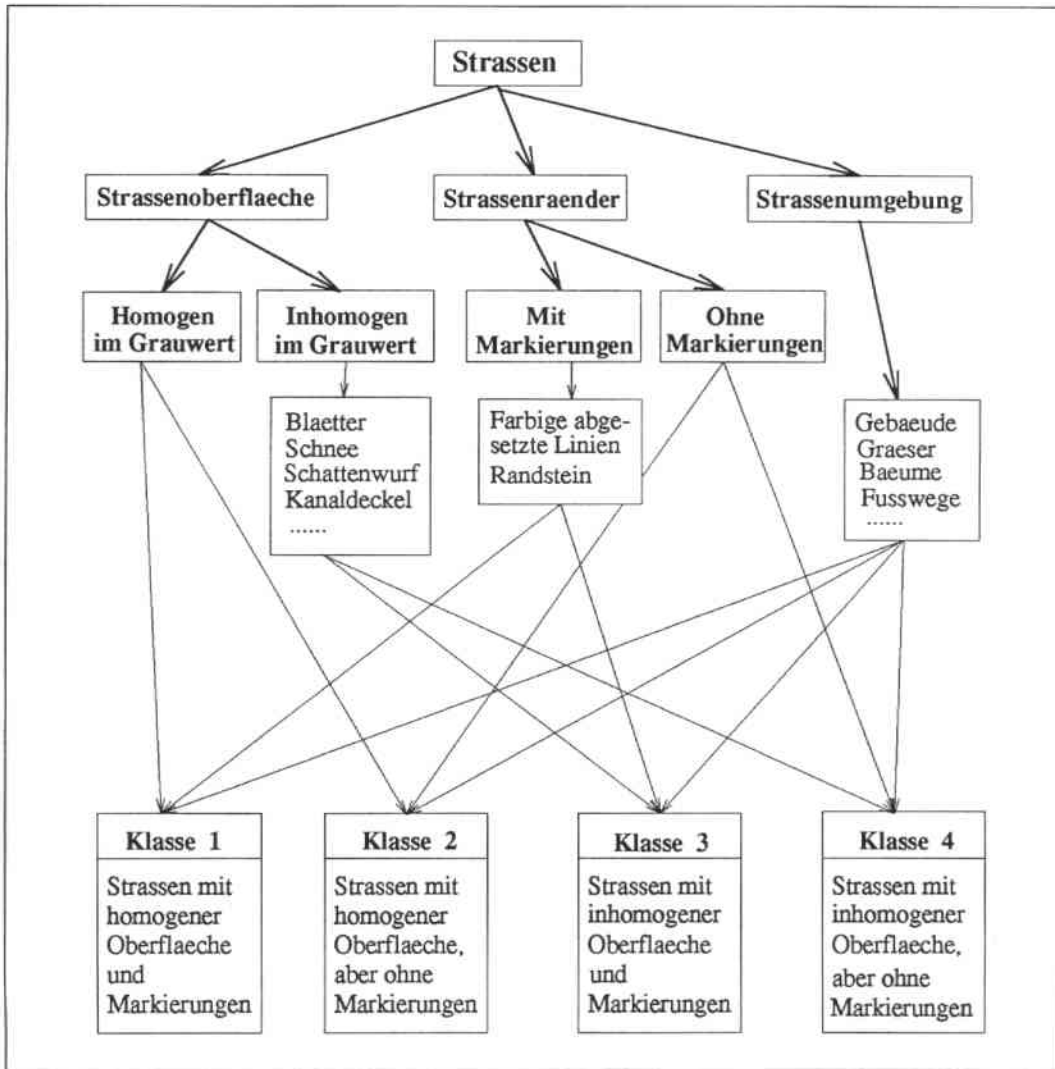 Strassen
Strassenoberflaeche
Strassenraender
Strassenumgebung
Homogen
im Grauwert
Inhomogen
im Grauwert
Mit
Markierungen
Ohne
Markierungen
Blaetter
Schnee
Schattenwurf
Kanaldeckel
......
Farbige abge-
setzte Linien
Randstein
Gebaeude
Graeser
Baeume
Fusswege
......
Klasse 1
Strassen mit
homogener
Oberflaeche
und
Markierungen
Klasse 2
Strassen mit
homogener
Oberflaeche,
aber ohne
Markierungen
Klasse 3
Strassen mit
inhomogener
Oberflaeche
und
Markierungen
Klasse 4
Strassen mit
inhomogener
Oberflaeche,
aber ohne
Markierungen